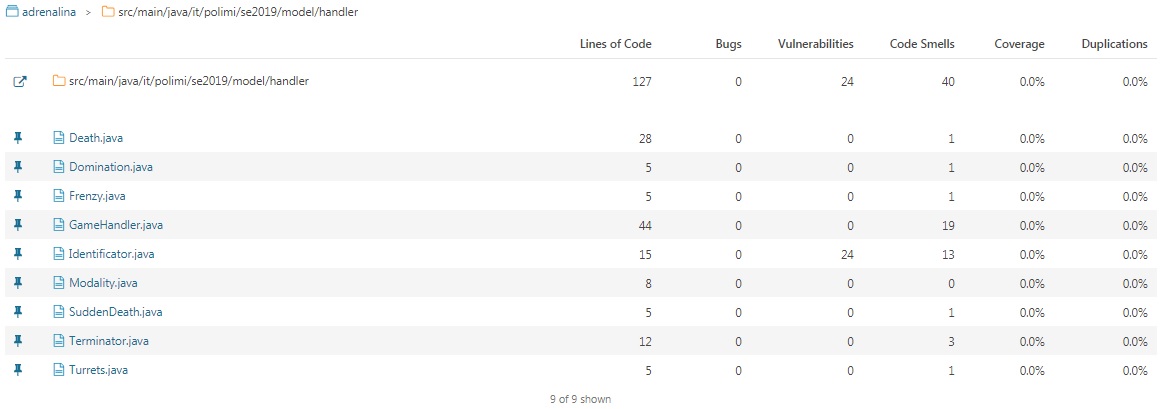 adrenalina > src/main/java/it/polimi/se2019/model/handler
Lines of Code Bugs Vulnerabilities Code Smells Coverage Duplications
src/main/java/it/polimi/se2019/model/handler 127 0 24 40 0.0% 0.0%
Death.java 28 0 0 1 0.0% 0.0%
Domination.java 5 0 0 1 0.0% 0.0%
Frenzy.java 5 0 0 1 0.0% 0.0%
GameHandler.java 44 0 0 19 0.0% 0.0%
Identificator.java 15 0 24 13 0.0% 0.0%
Modality.java 8 0 0 0 0.0% 0.0%
SuddenDeath.java 5 0 0 1 0.0% 0.0%
Terminator.java 12 0 0 3 0.0% 0.0%
Turrets.java 5 0 0 1 0.0% 0.0%
9 of 9 shown